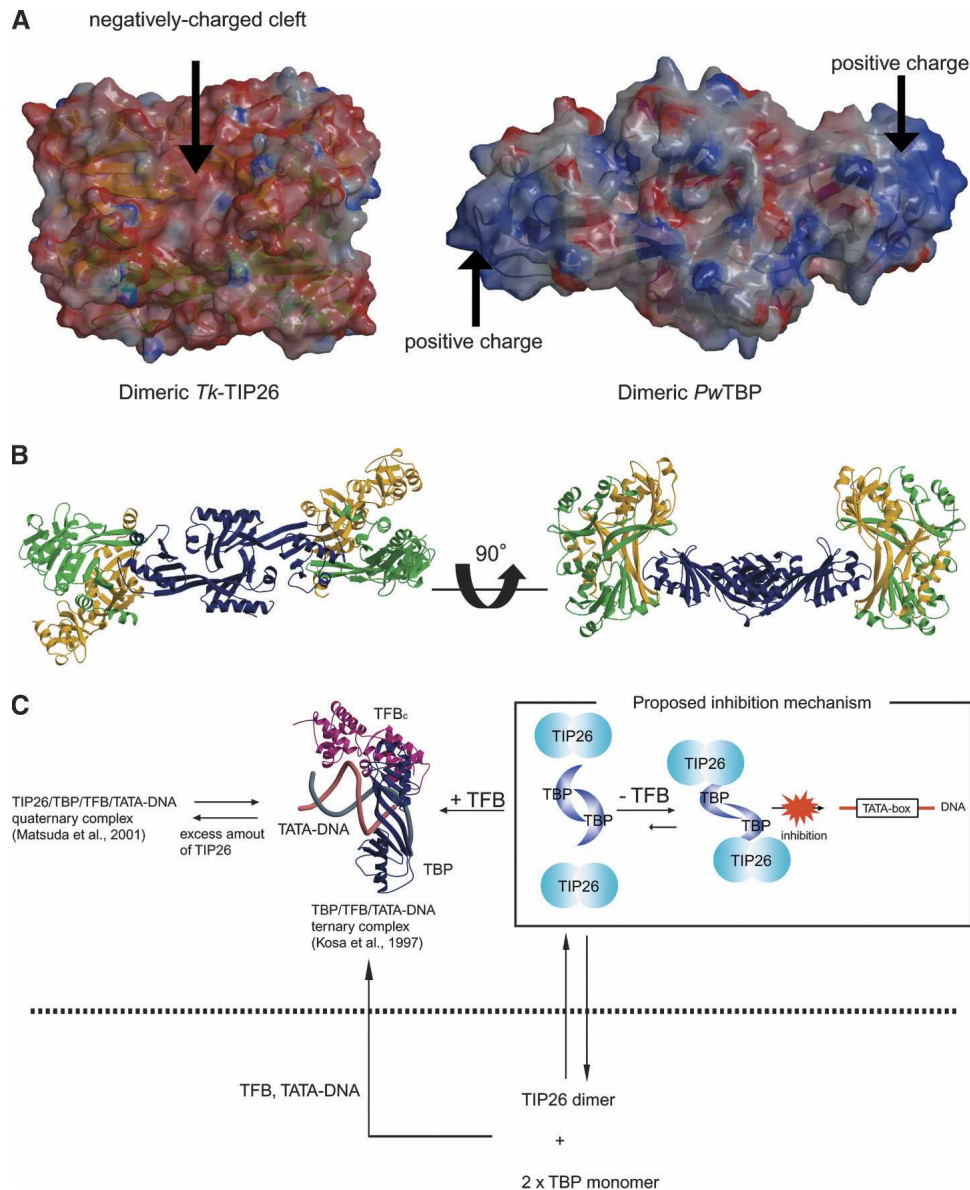 A
negatively-charged cleft
positive charge
positive charge
Dimeric Tk-TIP26
Dimeric PwTBP
B
90°
C
Proposed inhibition mechanism
TFBc
TIP26
TIP26
TIP26/TBP/TFB/TATA-DNA
quaternary complex
(Matsuda et al., 2001)
excess amout
of TIP26
TATA-DNA
TBP
+ TFB
TBP
TBP
- TFB
TBP
TBP
inhibition
TATA-box
DNA
TIP26
TIP26
TBP/TFB/TATA-DNA
ternary complex
(Kosa et al., 1997)
TFB, TATA-DNA
TIP26 dimer
+
2 x TBP monomer